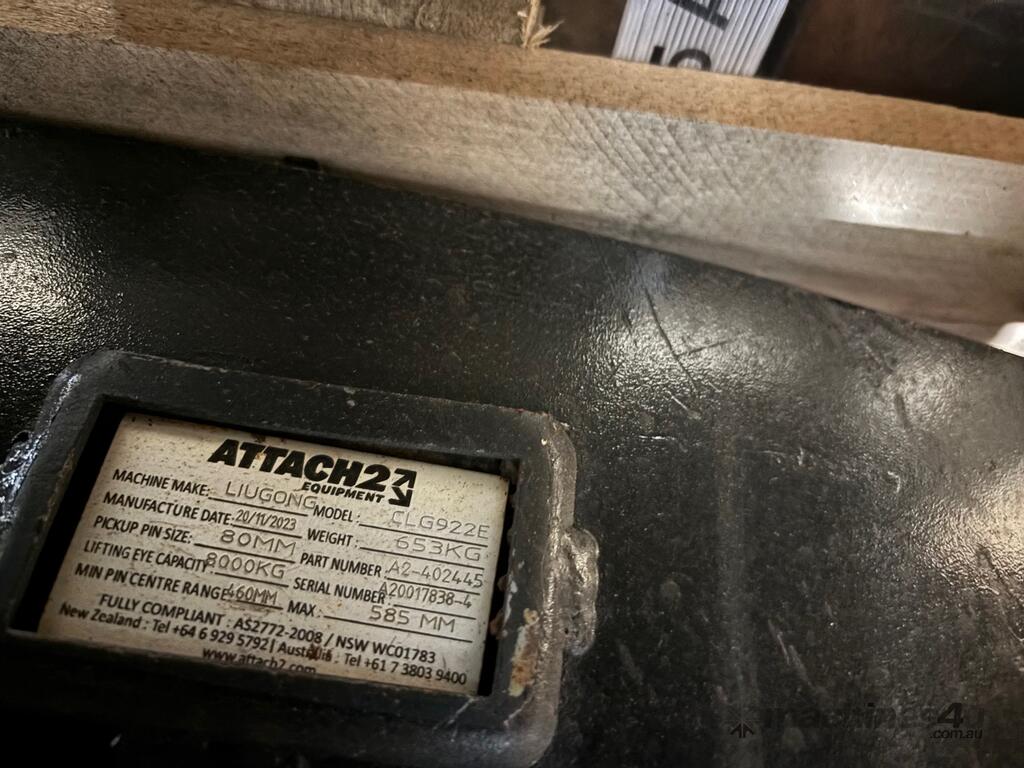 ATTACH2
EQUIPMENT
MACHINE MAKE: LIUGONG MODEL: CLG922E
MANUFACTURE DATE: 20/11/2023 WEIGHT: 653KG
PICKUP PIN SIZE: 80MM PART NUMBER A2-402445
LIFTING EYE CAPACITY 8000KG SERIAL NUMBER A20017838-4
MIN PIN CENTRE RANGE 460MM MAX: 585 MM
FULLY COMPLIANT : AS2772-2008 / NSW WC01783
New Zealand : Tel +64 6 929 5792 | Australia : Tel +61 7 3803 9400
www.attach2.com
machines4u
.com.au